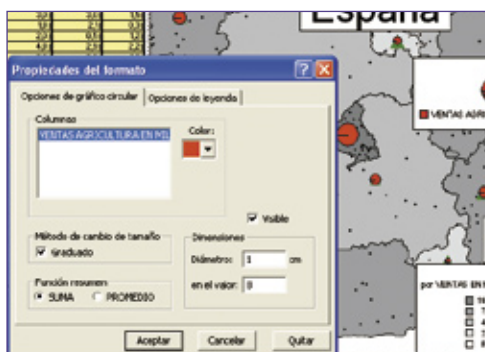 España
Propiedades del formato
Opciones de gráfico circular
Opciones de leyenda
Columnas
VENTAS AGRICULTURA EN MIL
Color:
Visible
Método de cambio de tamaño
Graduado
Dimensiones
Diámetro: 1 cm
en el valor: 0
Función resumen
SUMA
PROMEDIO
Aceptar
Cancelar
Quitar
VENTAS AGRI
por VENTAS EN